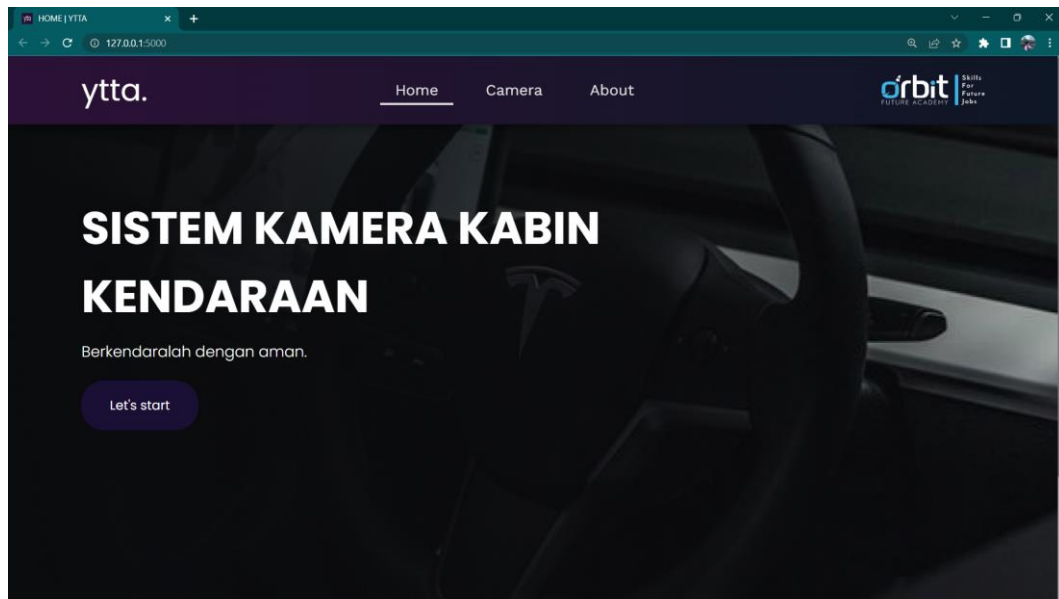 HOME | YTTA
127.0.0.1:5000
ytta.
Home Camera About
orbit
FUTURE ACADEMY
Skills
For
Future
Jobs
SISTEM KAMERA KABIN
KENDARAAN
Berkendaralah dengan aman.
Let's start